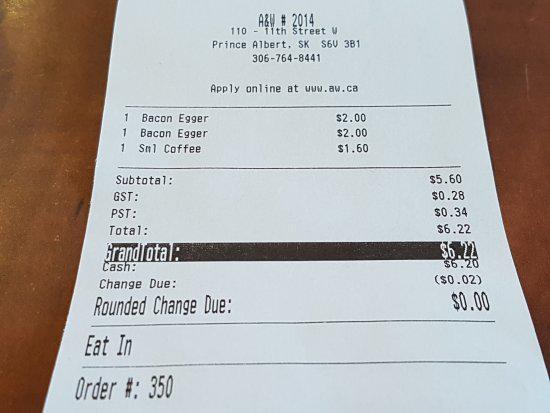 A&W # 2014
110 - 11th Street W
Prince Albert, SK S6V 3B1
306-764-8441
Apply online at www.aw.ca
1 Bacon Egger $2.00
1 Bacon Egger $2.00
1 Sml Coffee $1.60
Subtotal: $5.60
GST: $0.28
PST: $0.34
Total: $6.22
GrandTotal: $6.22
Cash: $6.20
Change Due: ($0.02)
Rounded Change Due: $0.00
Eat In
Order #: 350